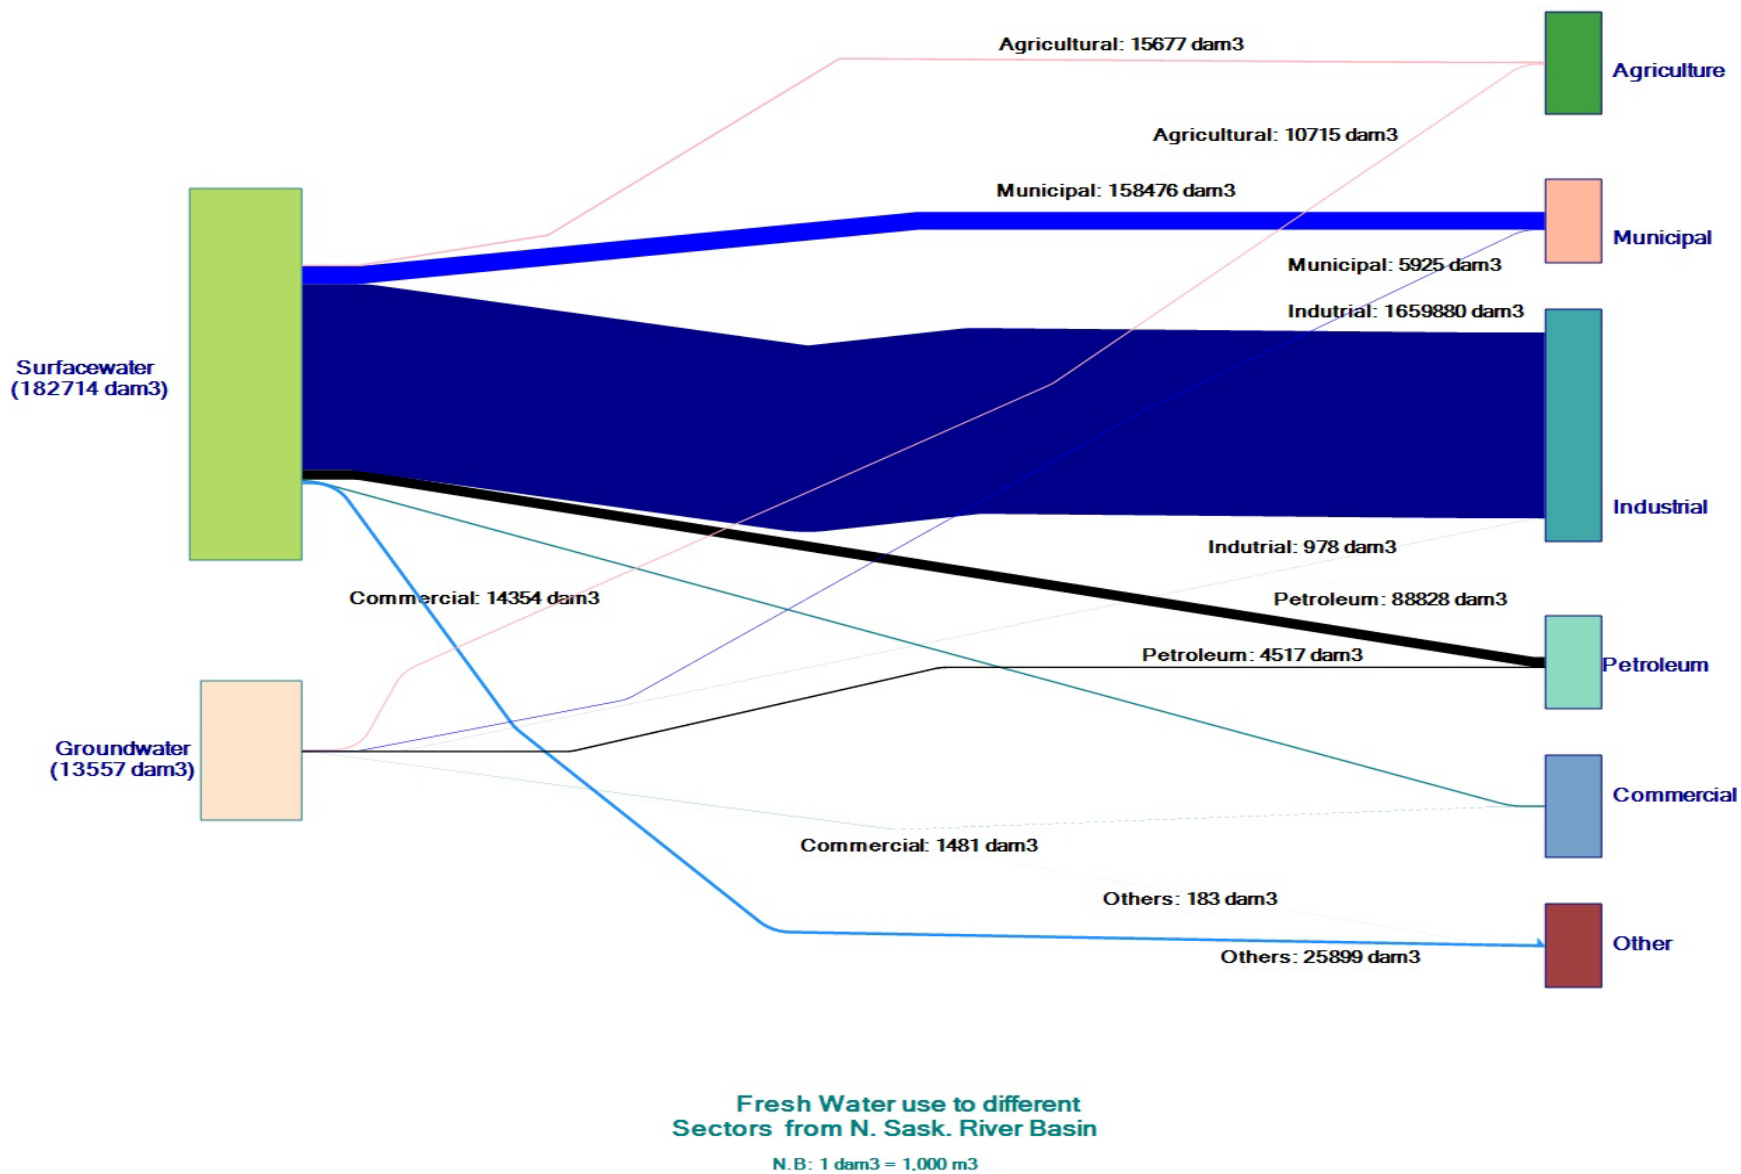 Agricultural: 15677 dam3
Agriculture
Agricultural: 10715 dam3
Municipal: 158476 dam3
Municipal
Municipal: 5925 dam3
Indutrial: 1659880 dam3
Surfacewater
(182714 dam3)
Industrial
Indutrial: 978 dam3
Commercial: 14354 dam3
Petroleum: 88828 dam3
Petroleum: 4517 dam3
Petroleum
Groundwater
(13557 dam3)
Commercial
Commercial: 1481 dam3
Others: 183 dam3
Other
Others: 25899 dam3
Fresh Water use to different
Sectors from N. Sask. River Basin
N.B: 1 dam3 = 1,000 m3